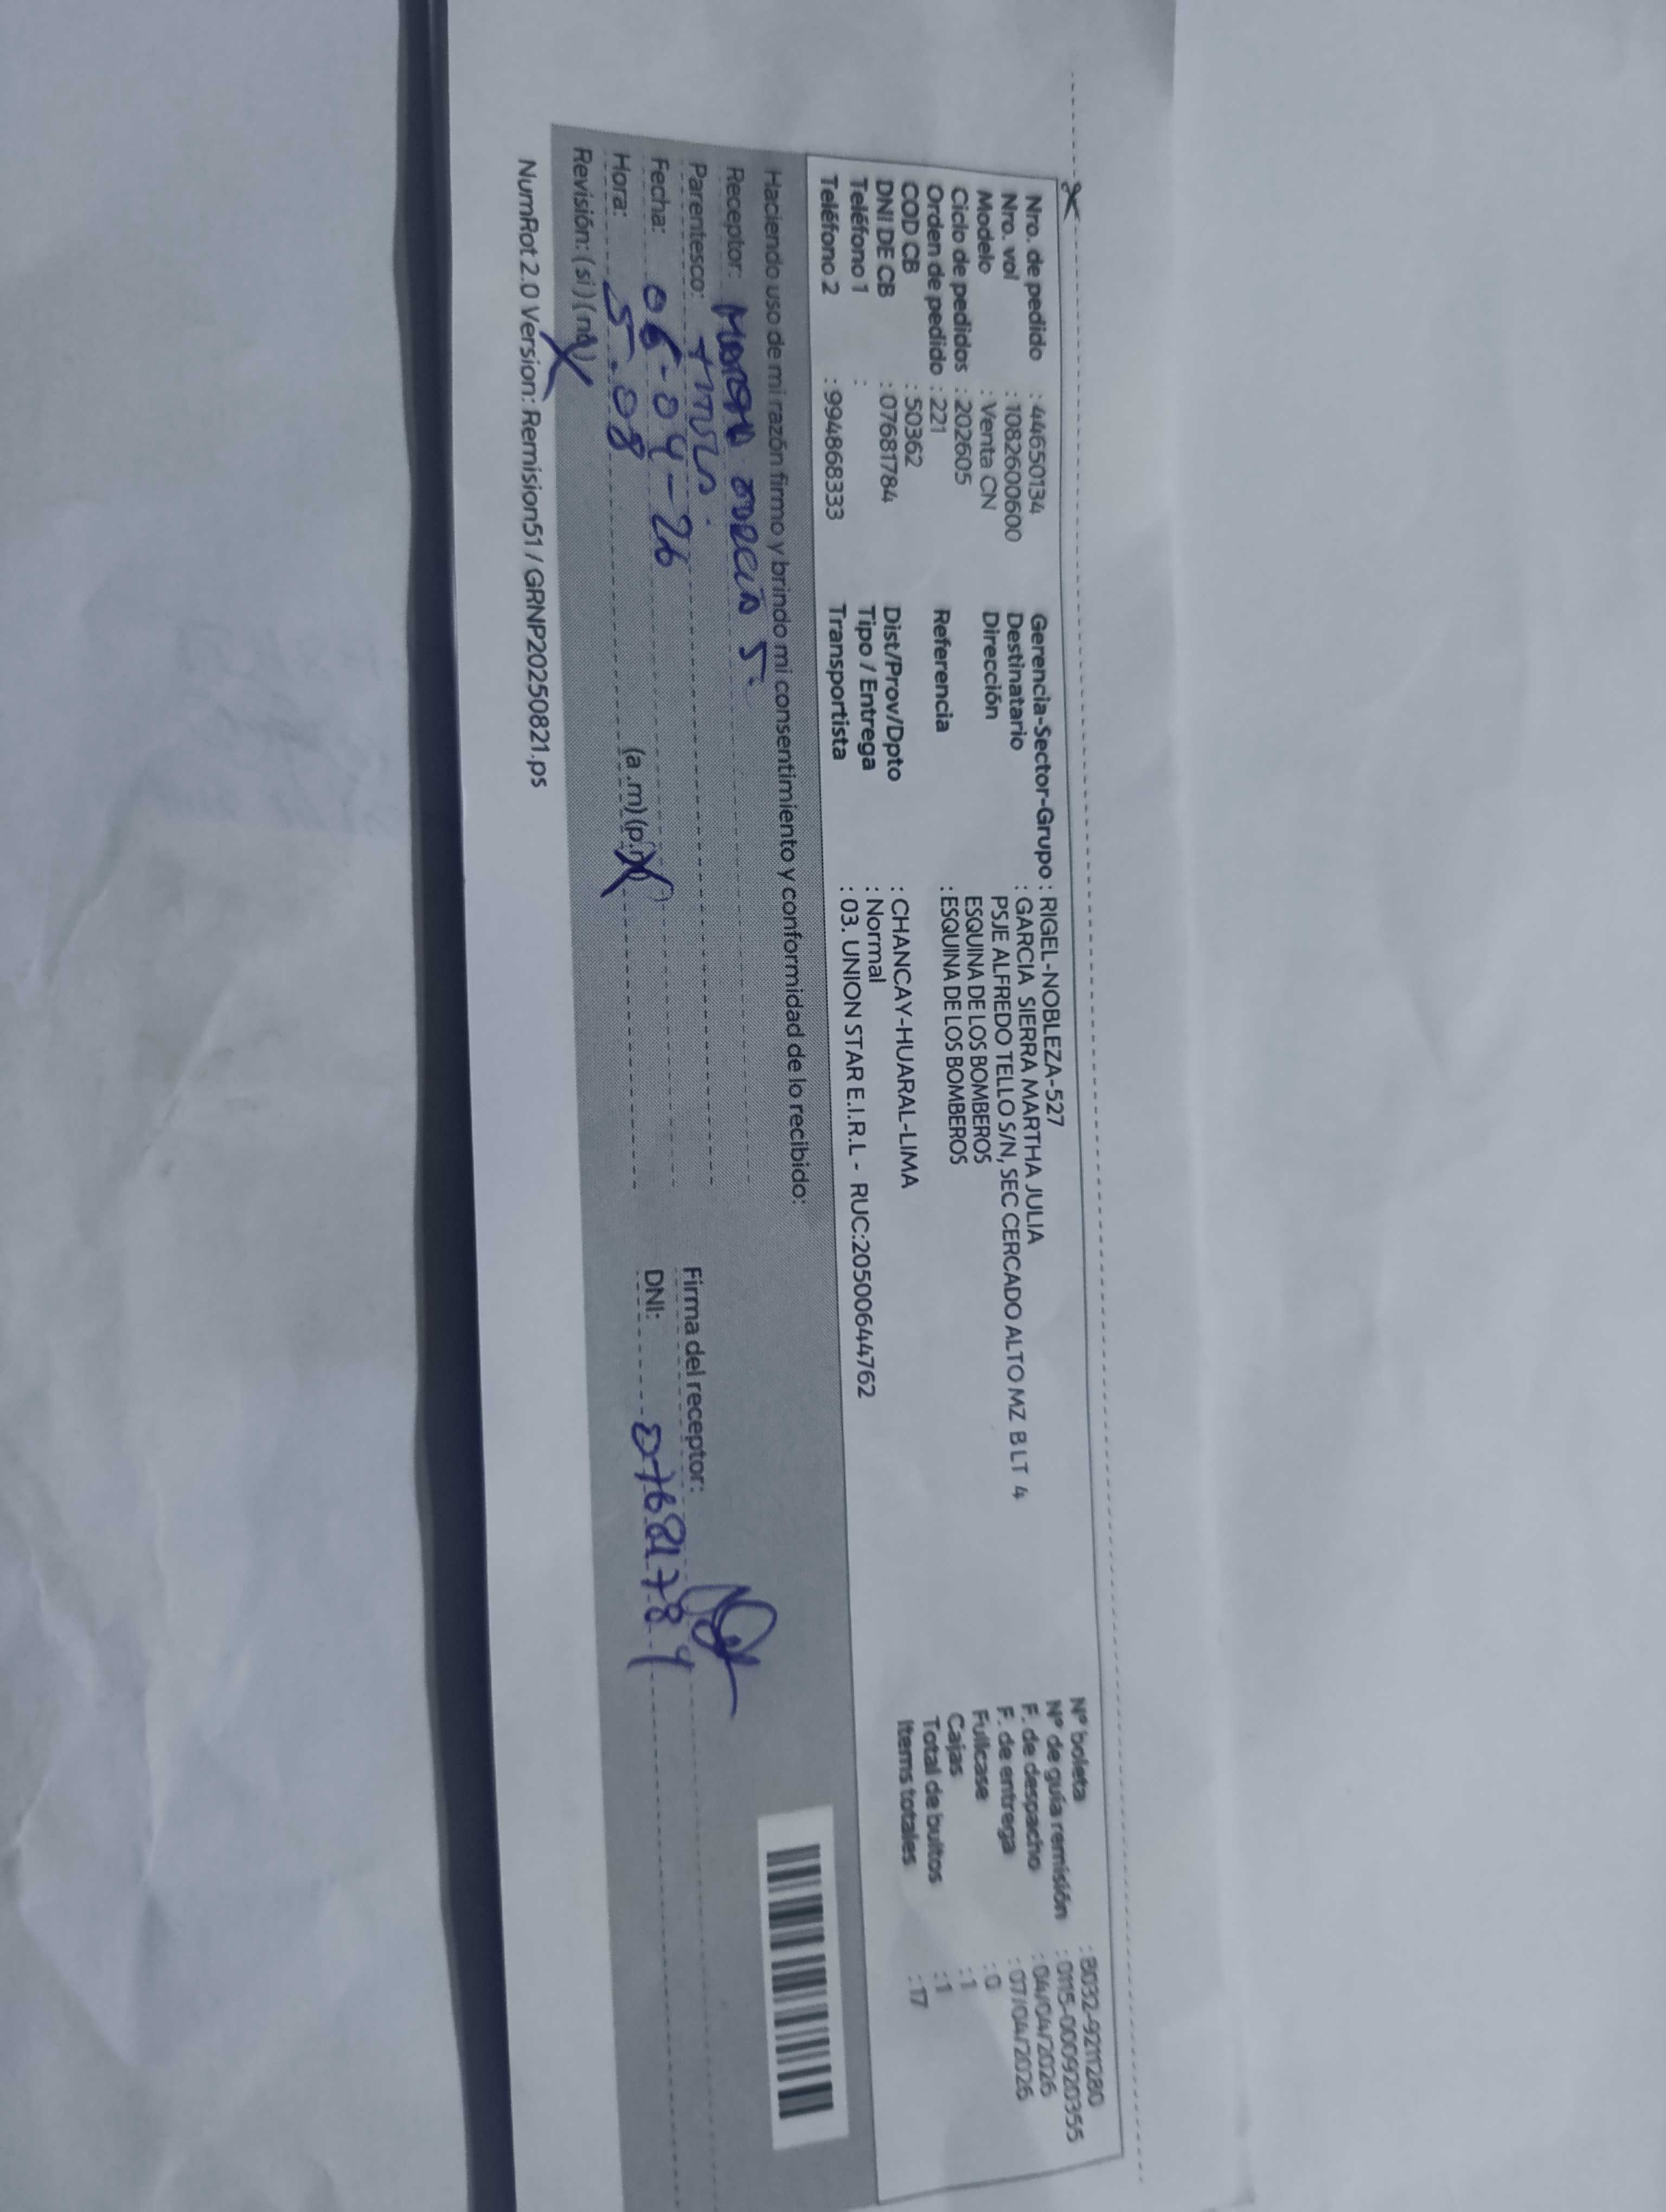 Nro. de pedido : 44650134
Nro. vol : 1082600600
Modelo : Venta CN
Ciclo de pedidos : 202605
Orden de pedido : 221
COD CB : 50362
DNI DE CB : 07681784
Teléfono 1 :
Teléfono 2 : 994868333
Gerencia-Sector-Grupo : RIGEL-NOBLEZA-527
Destinatario : GARCIA SIERRA MARTHA JULIA
Dirección PSJE ALFREDO TELLO S/N, SEC CERCADO ALTO MZ B LT 4
ESQUINA DE LOS BOMBEROS
Referencia : ESQUINA DE LOS BOMBEROS
Dist/Prov/Dpto : CHANCAY-HUARAL-LIMA
Tipo / Entrega : Normal
Transportista : 03. UNION STAR E.I.R.L - RUC:20500644762
Nº boleta : B032-9211280
Nº de guía remisión : 0115-000920355
F. de despacho : 04/04/2026
F. de entrega : 07/04/2026
Fullcase : 0
Cajas : 1
Total de bultos : 1
Items totales : 17
Haciendo uso de mi razón firmo y brindo mi consentimiento y conformidad de lo recibido:
Receptor: García S.
Parentesco:
Fecha: 06-04-26
Hora: 5.08 (a.m) (p.m)
Revisión: (si) (no)
Firma del receptor:
DNI: 07681784
NumRot 2.0 Version: Remision51 / GRNP20250821.ps